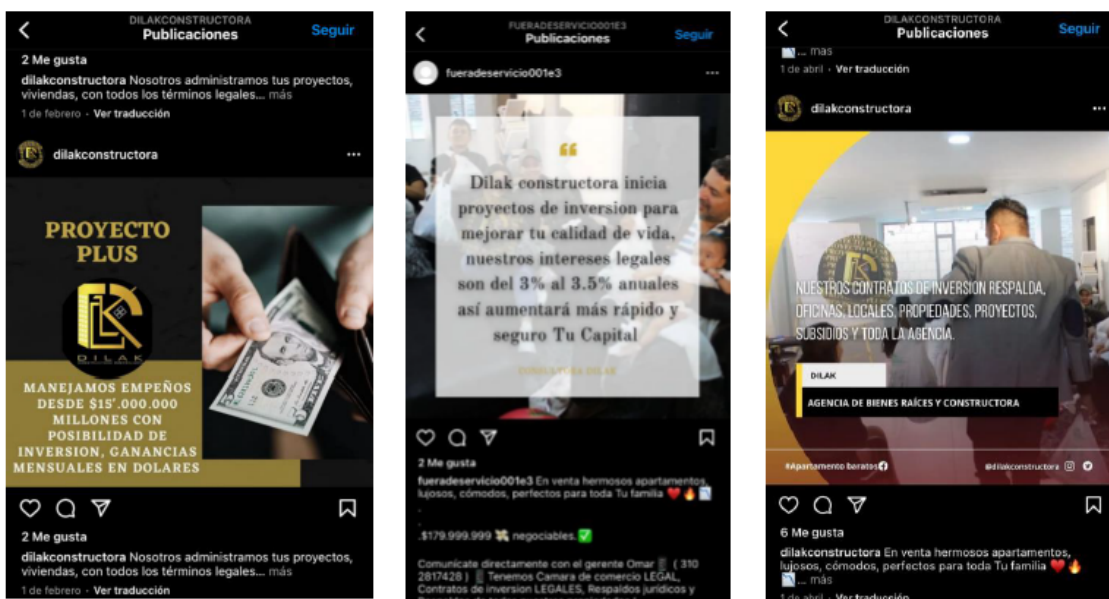 DILAKCONSTRUCTORA
Publicaciones
Seguir
2 Me gusta
dilakconstructora Nosotros administramos tus proyectos,
viviendas, con todos los términos legales... más
1 de febrero · Ver traducción
dilakconstructora
PROYECTO
PLUS
DILAK
MANEJAMOS EMPEÑOS
DESDE $15'.000.000
MILLONES CON
POSIBILIDAD DE
INVERSION, GANANCIAS
MENSUALES EN DOLARES
2 Me gusta
dilakconstructora Nosotros administramos tus proyectos,
viviendas, con todos los términos legales... más
1 de febrero · Ver traducción
FUERADESERVICIO001E3
Publicaciones
Seguir
fueradeservicio001e3
Dilak constructora inicia
proyectos de inversion para
mejorar tu calidad de vida,
nuestros intereses legales
son del 3% al 3.5% anuales
así aumentará más rápido y
seguro Tu Capital
2 Me gusta
fueradeservicio001e3 En venta hermosos apartamentos,
lujosos, cómodos, perfectos para toda Tu familia ❤️🔥
.
.
.$179.999.999 💸 negociables. ✅
Comunícate directamente con el gerente Omar ( 310
2817428 ) Tenemos Camara de comercio LEGAL,
Contratos de inversion LEGALES, Respaldos jurídicos y
DILAKCONSTRUCTORA
Publicaciones
Seguir
... más
1 de abril · Ver traducción
dilakconstructora
NUESTROS CONTRATOS DE INVERSION RESPALDA,
OFICINAS, LOCALES, PROPIEDADES, PROYECTOS,
SUBSIDIOS Y TODA LA AGENCIA.
DILAK
AGENCIA DE BIENES RAÍCES Y CONSTRUCTORA
#Apartamento baratos
@dilakconstructora
6 Me gusta
dilakconstructora En venta hermosos apartamentos,
lujosos, cómodos, perfectos para toda Tu familia ❤️🔥
... más
1 de abril · Ver traducción